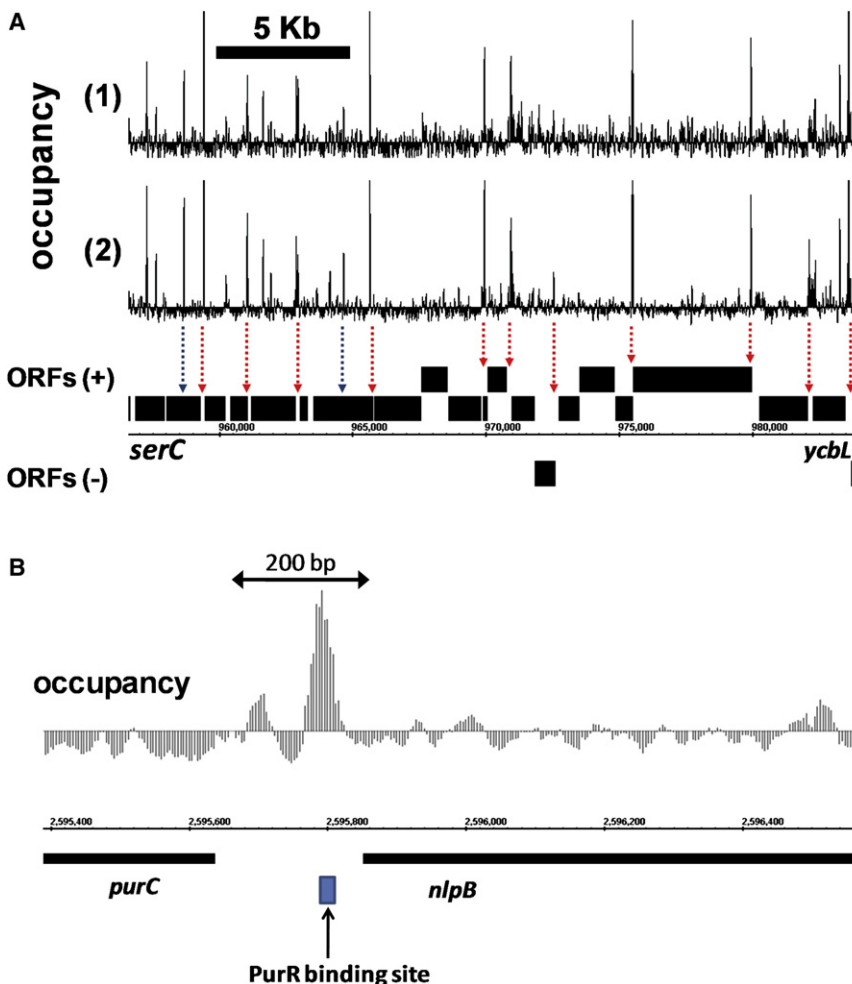 A
5 Kb
occupancy
(1)
(2)
ORFs (+)
960,000 965,000 970,000 975,000 980,000
serC ycbL
ORFs (-)
B
200 bp
occupancy
2,595,400 2,595,600 2,595,800 2,596,000 2,596,200 2,596,400
purC nlpB
PurR binding site